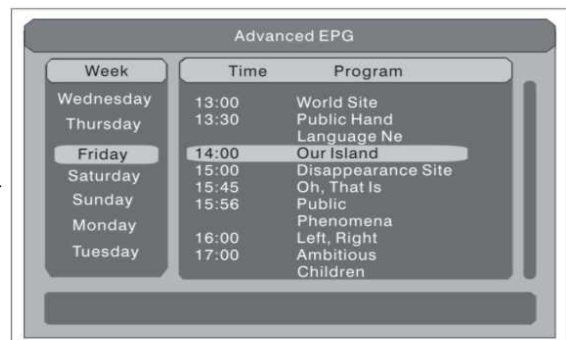 Advanced EPG
Week
Wednesday
Thursday
Friday
Saturday
Sunday
Monday
Tuesday
Time Program
13:00 World Site
13:30 Public Hand
Language Ne
14:00 Our Island
15:00 Disappearance Site
15:45 Oh, That Is
15:56 Public
Phenomena
16:00 Left, Right
17:00 Ambitious
Children